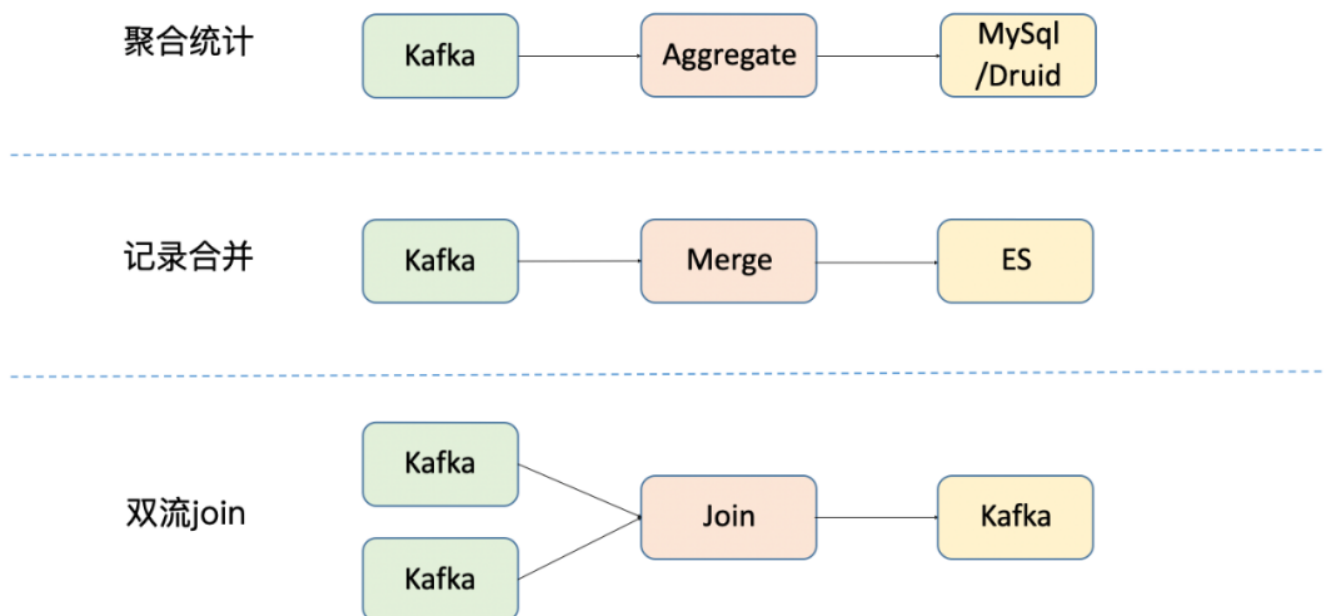 聚合统计
Kafka
Aggregate
MySql
/Druid
记录合并
Kafka
Merge
ES
双流join
Kafka
Kafka
Join
Kafka